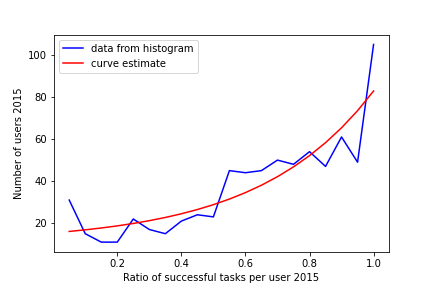 data from histogram
curve estimate
Number of users 2015
100
80
60
40
20
0.2 0.4 0.6 0.8 1.0
Ratio of successful tasks per user 2015